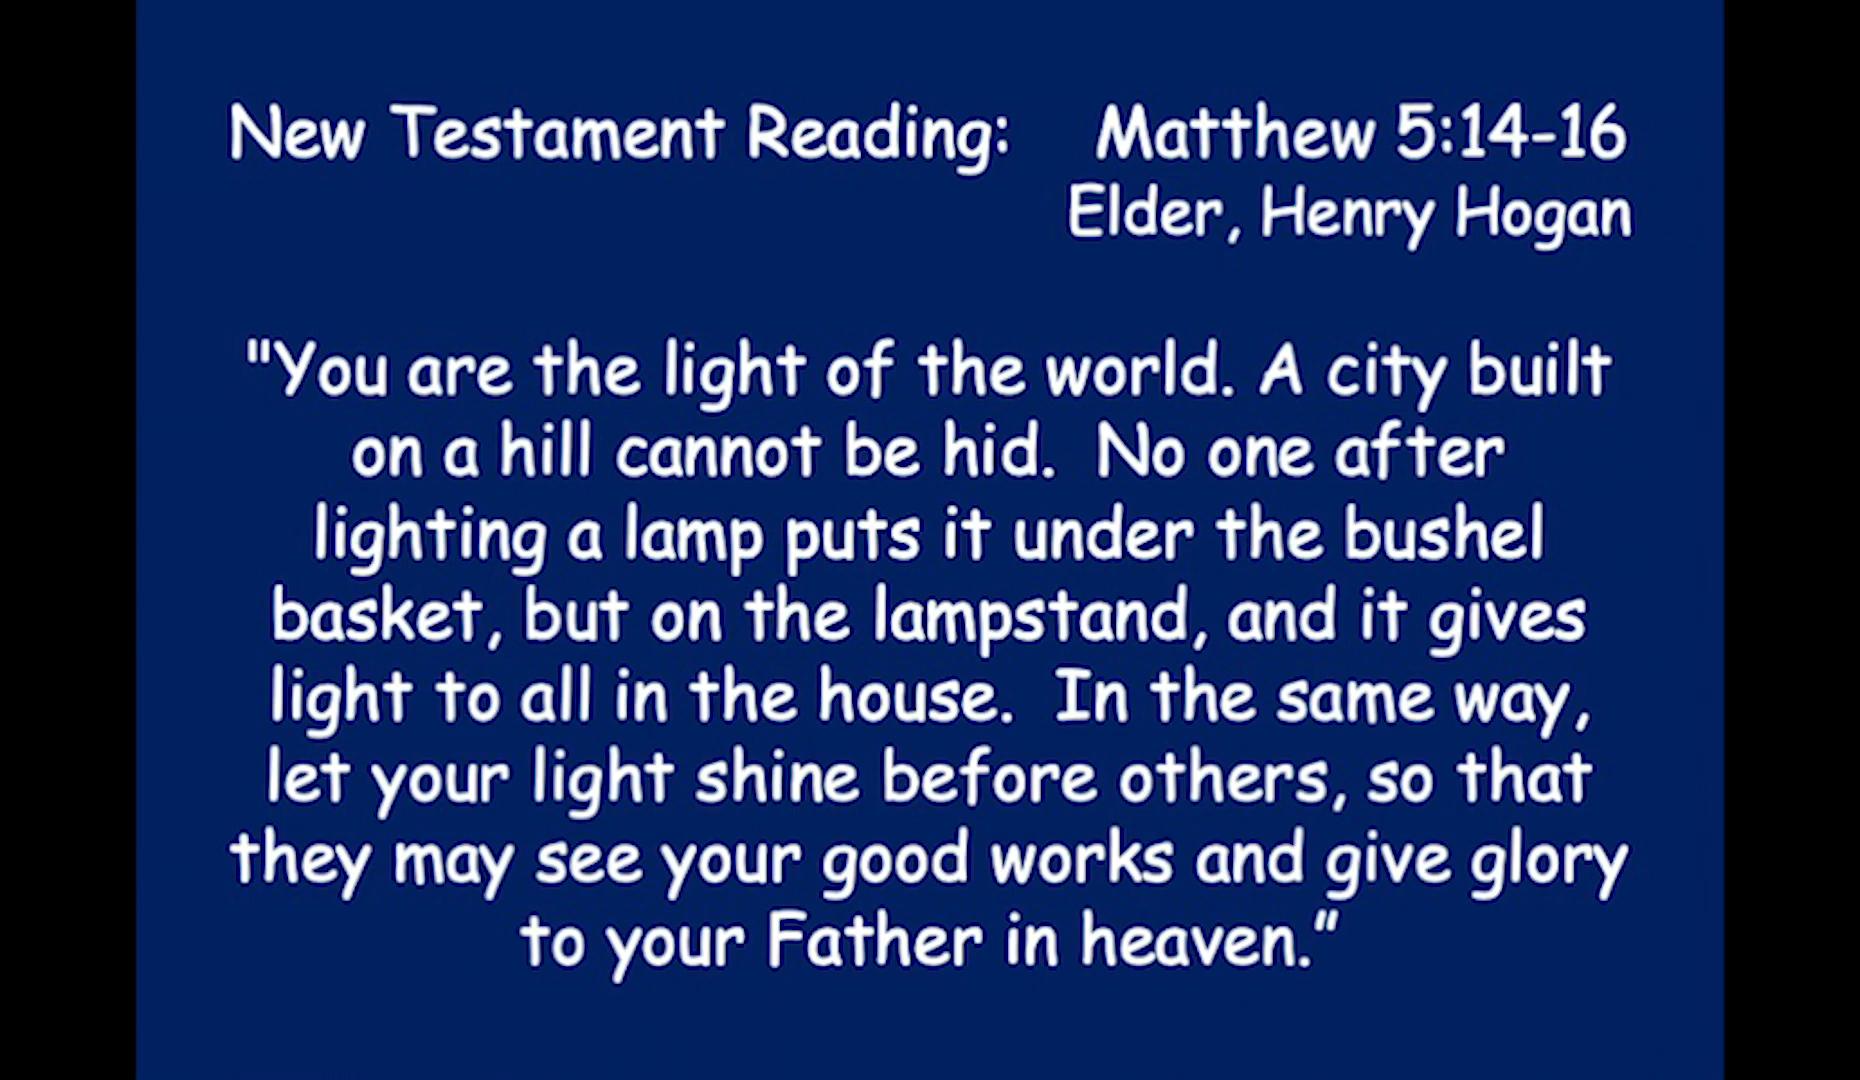 New Testament Reading: Matthew 5:14-16
Elder, Henry Hogan
"You are the light of the world. A city built
on a hill cannot be hid. No one after
lighting a lamp puts it under the bushel
basket, but on the lampstand, and it gives
light to all in the house. In the same way,
let your light shine before others, so that
they may see your good works and give glory
to your Father in heaven.”